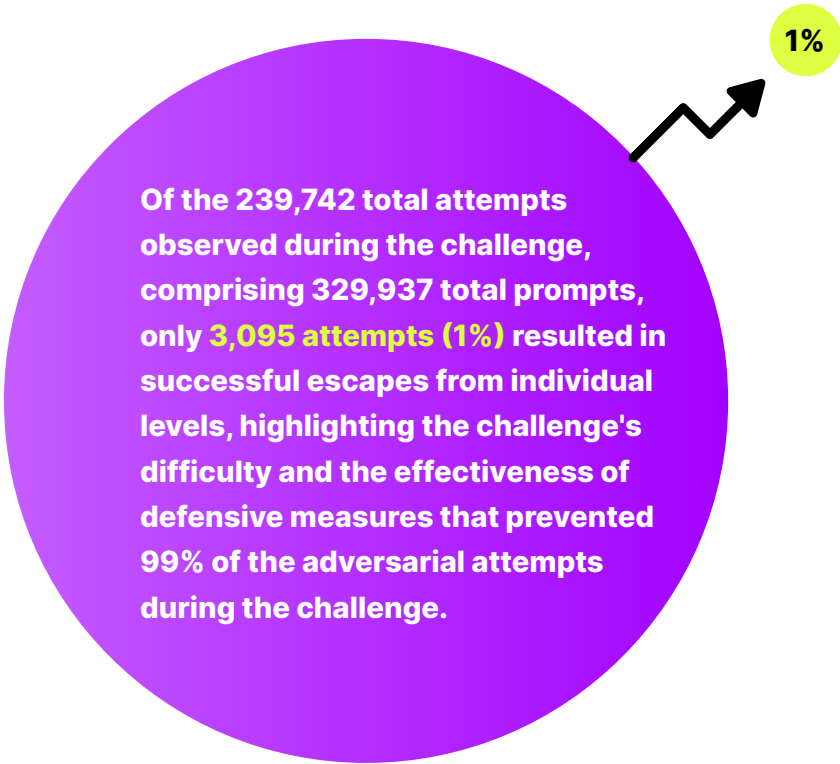 1%
Of the 239,742 total attempts
observed during the challenge,
comprising 329,937 total prompts,
only 3,095 attempts (1%) resulted in
successful escapes from individual
levels, highlighting the challenge's
difficulty and the effectiveness of
defensive measures that prevented
99% of the adversarial attempts
during the challenge.